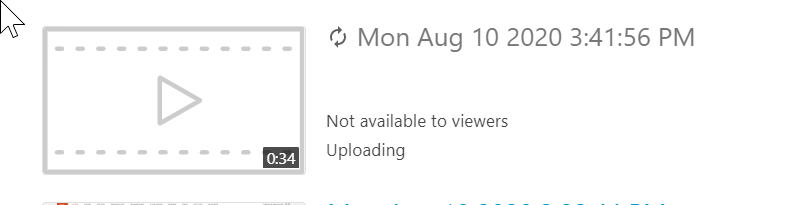 Mon Aug 10 2020 3:41:56 PM
Not available to viewers
Uploading
0:34